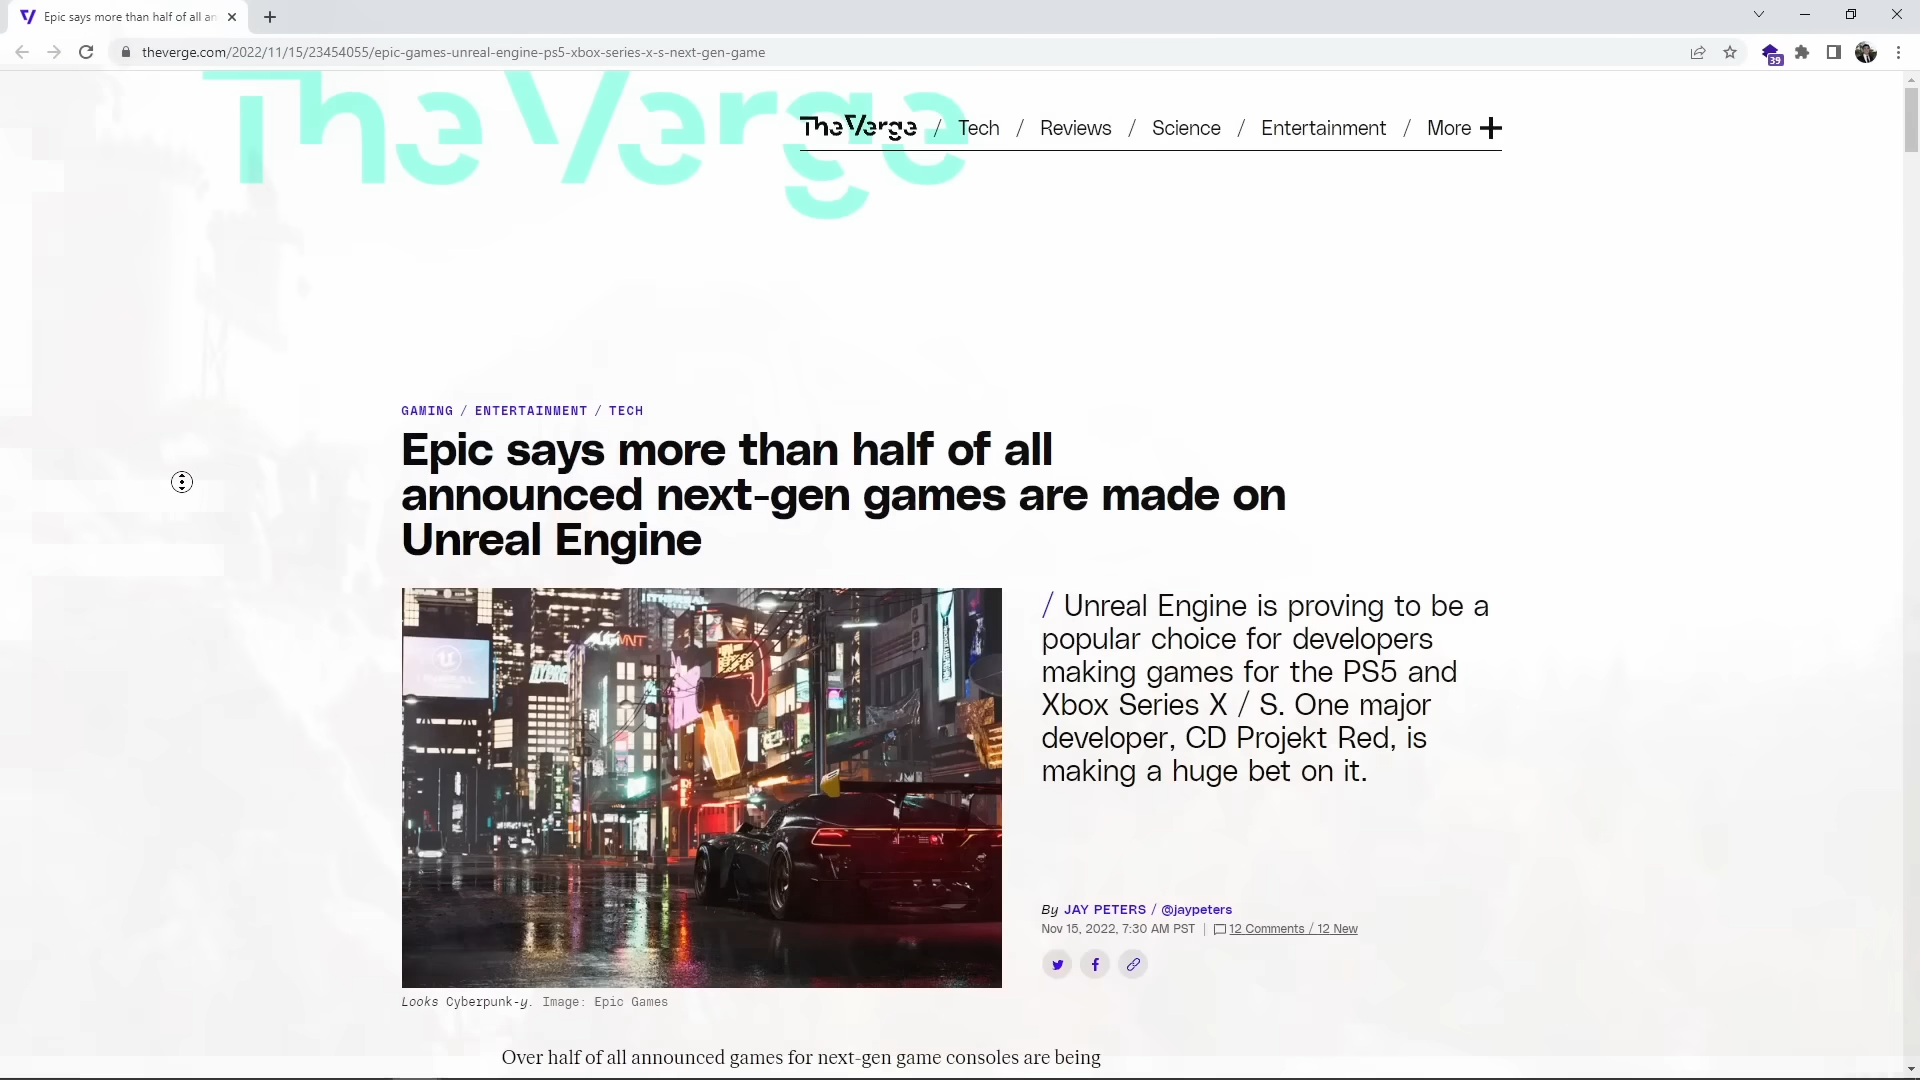 Epic says more than half of all an
theverge.com/2022/11/15/23454055/epic-games-unreal-engine-ps5-xbox-series-x-s-next-gen-game
39
The Verge
The Verge / Tech / Reviews / Science / Entertainment / More
GAMING / ENTERTAINMENT / TECH
Epic says more than half of all
announced next-gen games are made on
Unreal Engine
AUGMNT
/ Unreal Engine is proving to be a
popular choice for developers
making games for the PS5 and
Xbox Series X / S. One major
developer, CD Projekt Red, is
making a huge bet on it.
By JAY PETERS / @jaypeters
Nov 15, 2022, 7:30 AM PST | 12 Comments / 12 New
Looks Cyberpunk-y. Image: Epic Games
Over half of all announced games for next-gen game consoles are being